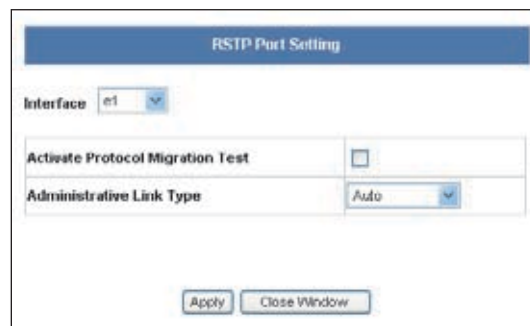 RSTP Port Setting
Interface e1
Activate Protocol Migration Test
Administrative Link Type Auto
Apply Close Window